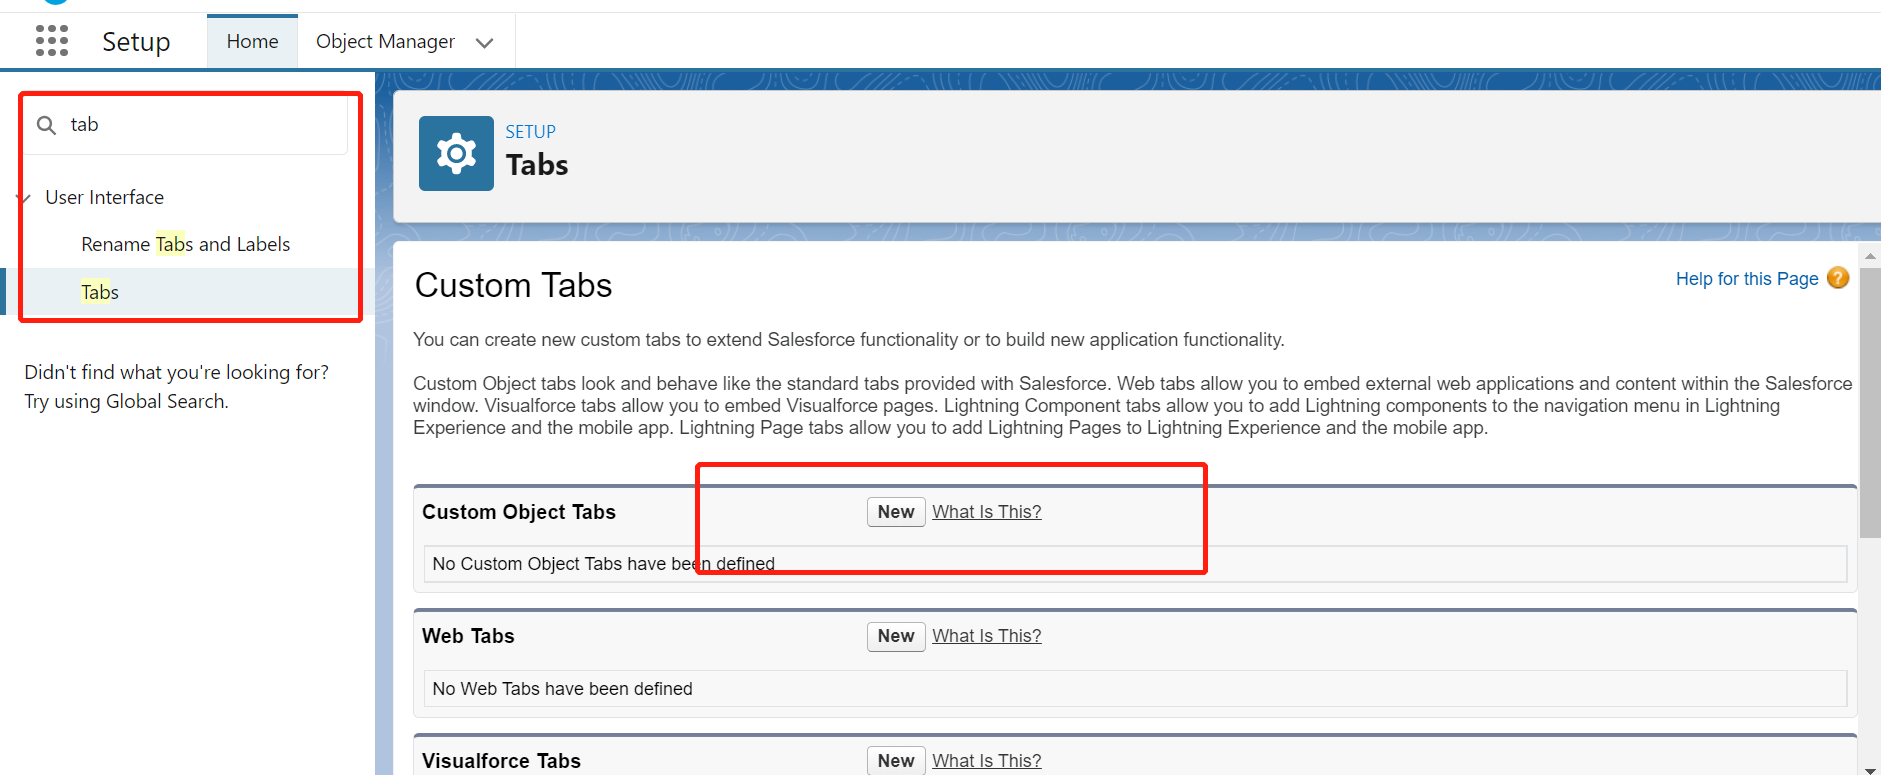 Setup
Home
Object Manager
tab
User Interface
Rename Tabs and Labels
Tabs
Didn't find what you're looking for?
Try using Global Search.
SETUP
Tabs
Custom Tabs
Help for this Page ?
You can create new custom tabs to extend Salesforce functionality or to build new application functionality.
Custom Object tabs look and behave like the standard tabs provided with Salesforce. Web tabs allow you to embed external web applications and content within the Salesforce
window. Visualforce tabs allow you to embed Visualforce pages. Lightning Component tabs allow you to add Lightning components to the navigation menu in Lightning
Experience and the mobile app. Lightning Page tabs allow you to add Lightning Pages to Lightning Experience and the mobile app.
Custom Object Tabs New What Is This?
No Custom Object Tabs have been defined
Web Tabs New What Is This?
No Web Tabs have been defined
Visualforce Tabs New What Is This?